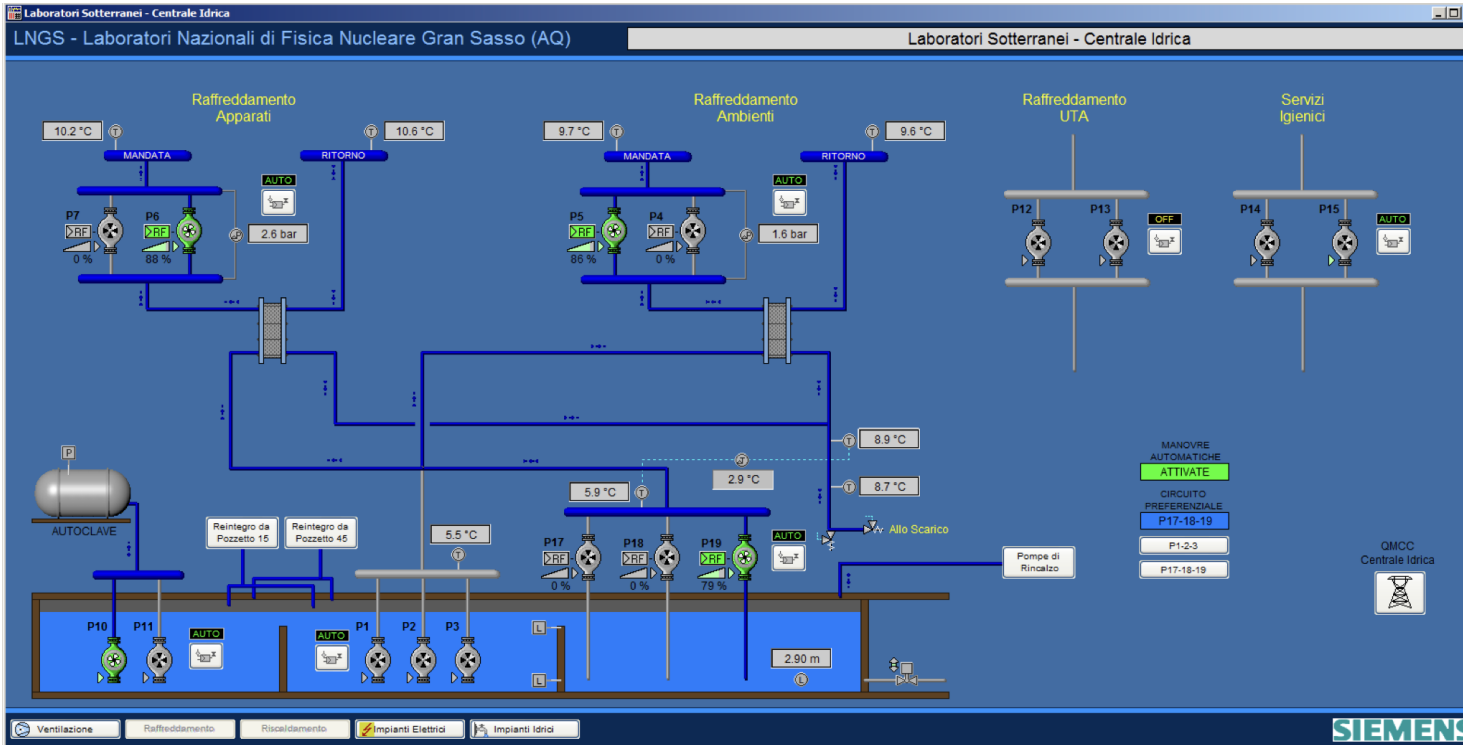 Laboratori Sotterranei - Centrale Idrica
LNGS - Laboratori Nazionali di Fisica Nucleare Gran Sasso (AQ)
Laboratori Sotterranei - Centrale Idrica
Raffreddamento
Apparati
10.2 °C
T
T
10.6 °C
MANDATA
RITORNO
AUTO
P7
P6
RF
RF
0 %
88 %
P
2.6 bar
Raffreddamento
Ambienti
9.7 °C
T
T
9.6 °C
MANDATA
RITORNO
AUTO
P5
P4
RF
RF
86 %
0 %
P
1.6 bar
Raffreddamento
UTA
P12
P13
OFF
Servizi
Igienici
P14
P15
AUTO
P
AUTOCLAVE
Reintegro da
Pozzetto 15
Reintegro da
Pozzetto 45
5.5 °C
T
T
8.9 °C
T
2.9 °C
5.9 °C
T
T
8.7 °C
Allo Scarico
P17
P18
P19
AUTO
RF
RF
RF
0 %
0 %
79 %
Pompe di
Rincalzo
MANOVRE
AUTOMATICHE
ATTIVATE
CIRCUITO
PREFERENZIALE
P17-18-19
P1-2-3
P17-18-19
QMCC
Centrale Idrica
P10
P11
AUTO
AUTO
P1
P2
P3
L
L
2.90 m
L
Ventilazione
Raffreddamento
Riscaldamento
Impianti Elettrici
Impianti Idrici
SIEMENS